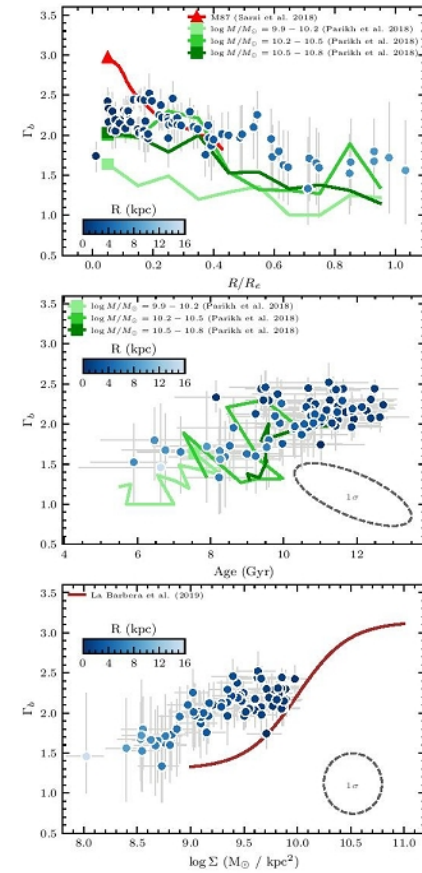 M87 (Sarzi et al. 2018)
log M/M⊙ = 9.9 − 10.2 (Parikh et al. 2018)
log M/M⊙ = 10.2 − 10.5 (Parikh et al. 2018)
log M/M⊙ = 10.5 − 10.8 (Parikh et al. 2018)
3.5
3.0
2.5
2.0
1.5
1.0
0.5
Γb
R (kpc)
0 4 8 12 16
0.0 0.2 0.4 0.6 0.8 1.0
R/Re
log M/M⊙ = 9.9 − 10.2 (Parikh et al. 2018)
log M/M⊙ = 10.2 − 10.5 (Parikh et al. 2018)
log M/M⊙ = 10.5 − 10.8 (Parikh et al. 2018)
R (kpc)
0 4 8 12 16
3.5
3.0
2.5
2.0
1.5
1.0
0.5
Γb
1σ
4 6 8 10 12
Age (Gyr)
La Barbera et al. (2019)
R (kpc)
0 4 8 12 16
3.5
3.0
2.5
2.0
1.5
1.0
0.5
Γb
1σ
8.0 8.5 9.0 9.5 10.0 10.5 11.0
log Σ (M⊙ / kpc²)